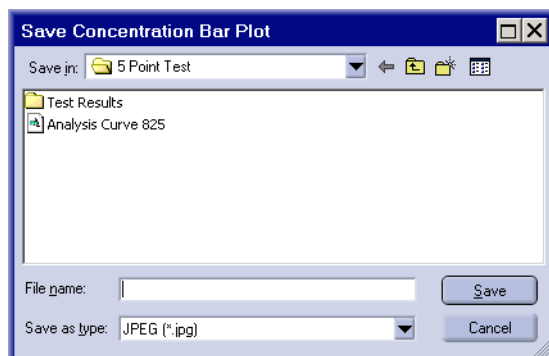 Save Concentration Bar Plot
Save in: 5 Point Test
Test Results
Analysis Curve 825
File name:
Save
Save as type: JPEG (*.jpg)
Cancel